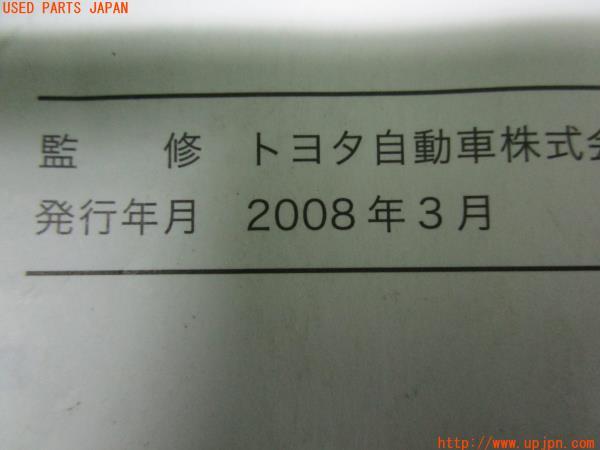 USED PARTS JAPAN
監 修 トヨタ自動車株式会
発行年月 2008年3月
http://www.upjpn.com/